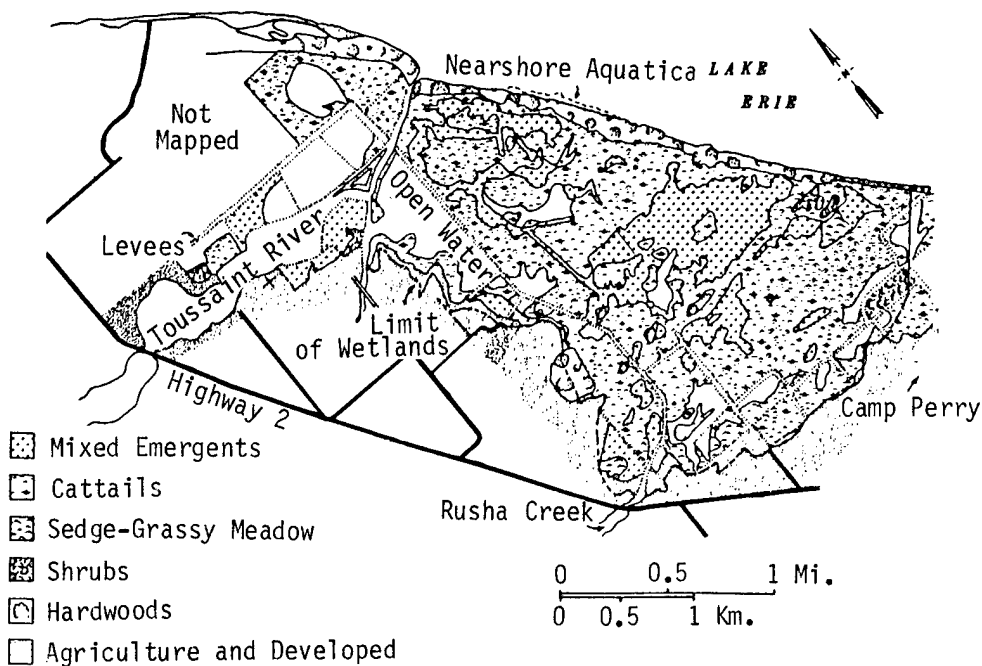 Nearshore Aquatica LAKE
ERIE
Not
Mapped
Open Water
Levees
Toussaint River
Limit
of Wetlands
Highway 2
Camp Perry
Rusha Creek
Mixed Emergents
Cattails
Sedge-Grassy Meadow
Shrubs
Hardwoods
Agriculture and Developed
0 0.5 1 Mi.
0 0.5 1 Km.